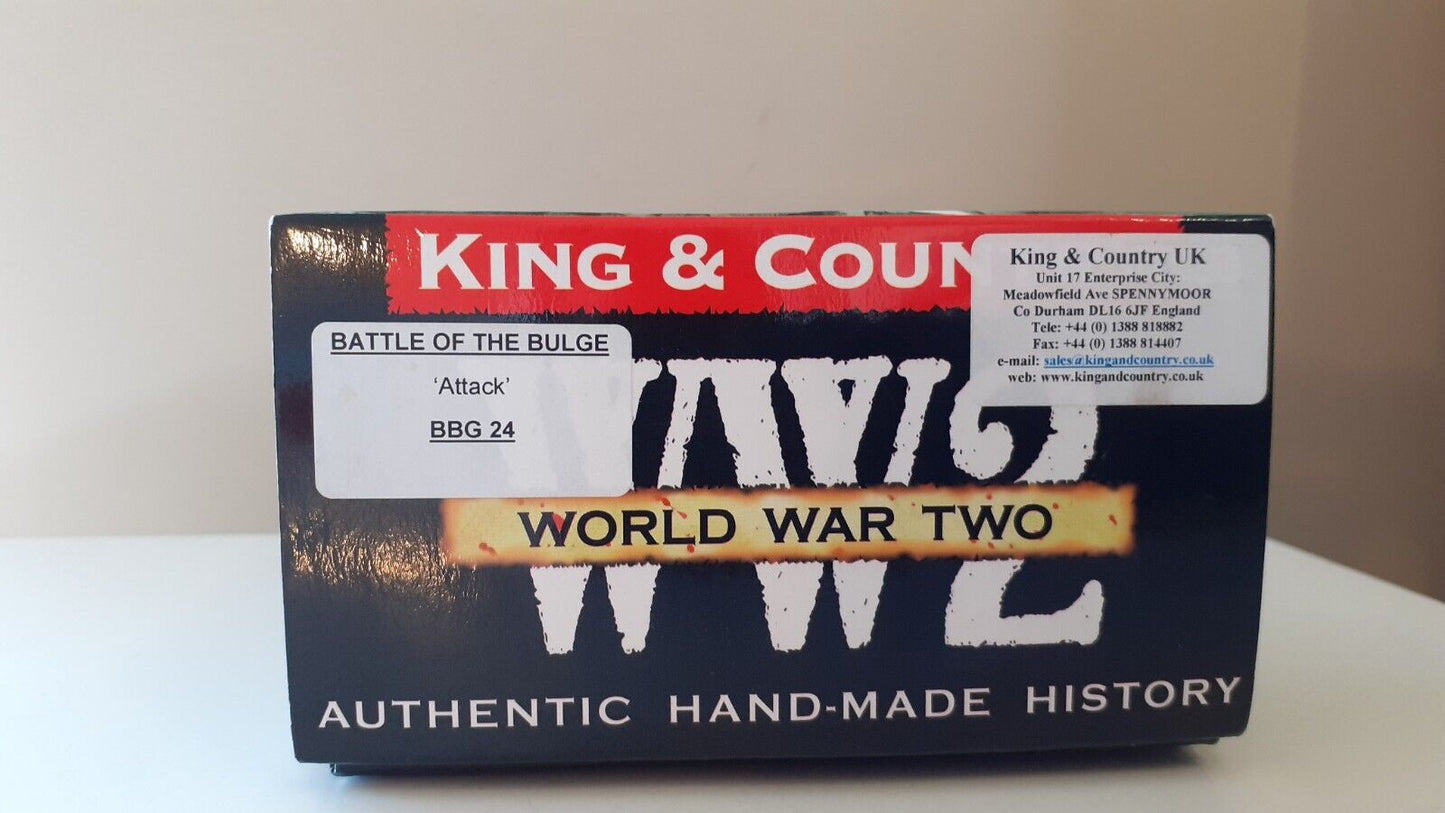 KING & COUN
King & Country UK
Unit 17 Enterprise City:
Meadowfield Ave SPENNYMOOR
Co Durham DL16 6JF England
Tele: +44 (0) 1388 818882
Fax: +44 (0) 1388 814407
e-mail: sales@kingandcountry.co.uk
web: www.kingandcountry.co.uk
BATTLE OF THE BULGE
‘Attack’
BBG 24
WW2
WORLD WAR TWO
AUTHENTIC HAND-MADE HISTORY